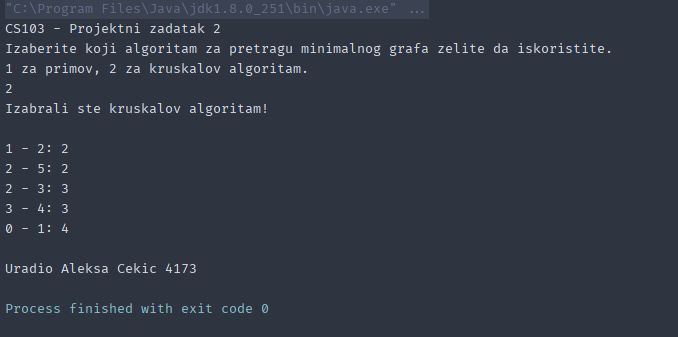 "C:\Program Files\Java\jdk1.8.0_251\bin\java.exe" ...
CS103 - Projektni zadatak 2
Izaberite koji algoritam za pretragu minimalnog grafa zelite da iskoristite.
1 za primov, 2 za kruskalov algoritam.
2
Izabrali ste kruskalov algoritam!
1 - 2: 2
2 - 5: 2
2 - 3: 3
3 - 4: 3
0 - 1: 4
Uradio Aleksa Cekic 4173
Process finished with exit code 0